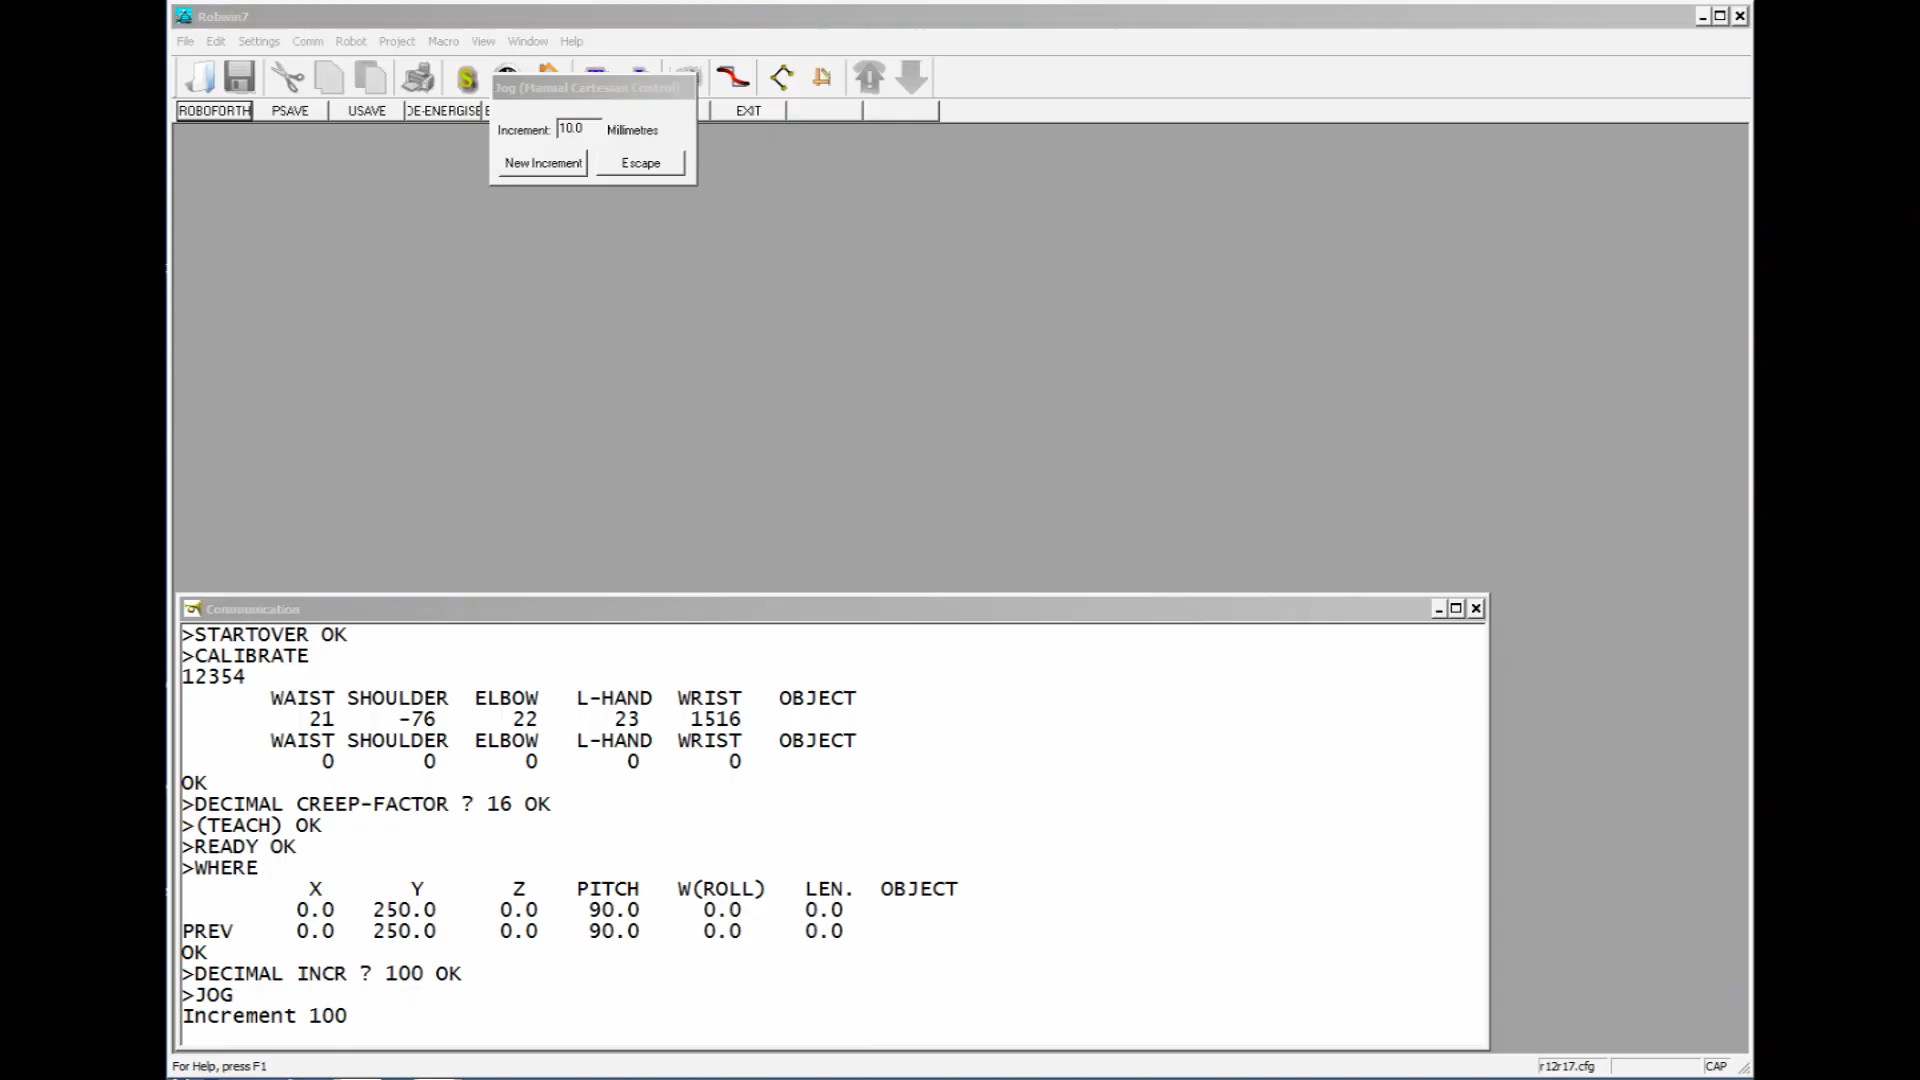 Robwin7
File Edit Settings Comm Robot Project Macro View Window Help
Jog (Manual Cartesian Control)
ROBOFORTH PSAVE USAVE DE-ENERGISE EXIT
Increment: 10.0 Millimetres
New Increment Escape
Communication
>STARTOVER OK
>CALIBRATE
12354
WAIST SHOULDER ELBOW L-HAND WRIST OBJECT
21 -76 22 23 1516
WAIST SHOULDER ELBOW L-HAND WRIST OBJECT
0 0 0 0 0
OK
>DECIMAL CREEP-FACTOR ? 16 OK
>(TEACH) OK
>READY OK
>WHERE
X Y Z PITCH W(ROLL) LEN. OBJECT
0.0 250.0 0.0 90.0 0.0 0.0
PREV 0.0 250.0 0.0 90.0 0.0 0.0
OK
>DECIMAL INCR ? 100 OK
>JOG
Increment 100
For Help, press F1 r12r17.cfg CAP